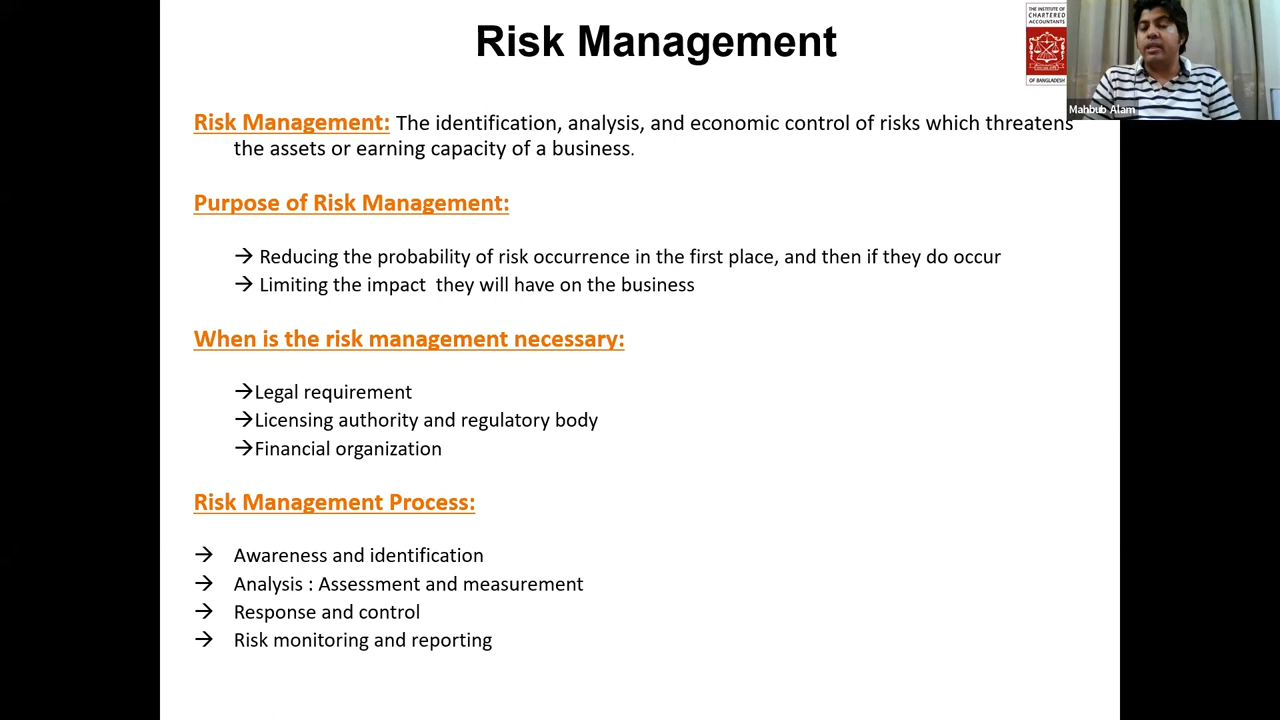 Risk Management
THE INSTITUTE OF
CHARTERED
ACCOUNTANTS
OF BANGLADESH
Mahbub Alam
Risk Management: The identification, analysis, and economic control of risks which threatens
the assets or earning capacity of a business.
Purpose of Risk Management:
→ Reducing the probability of risk occurrence in the first place, and then if they do occur
→ Limiting the impact they will have on the business
When is the risk management necessary:
→Legal requirement
→Licensing authority and regulatory body
→Financial organization
Risk Management Process:
→ Awareness and identification
→ Analysis : Assessment and measurement
→ Response and control
→ Risk monitoring and reporting